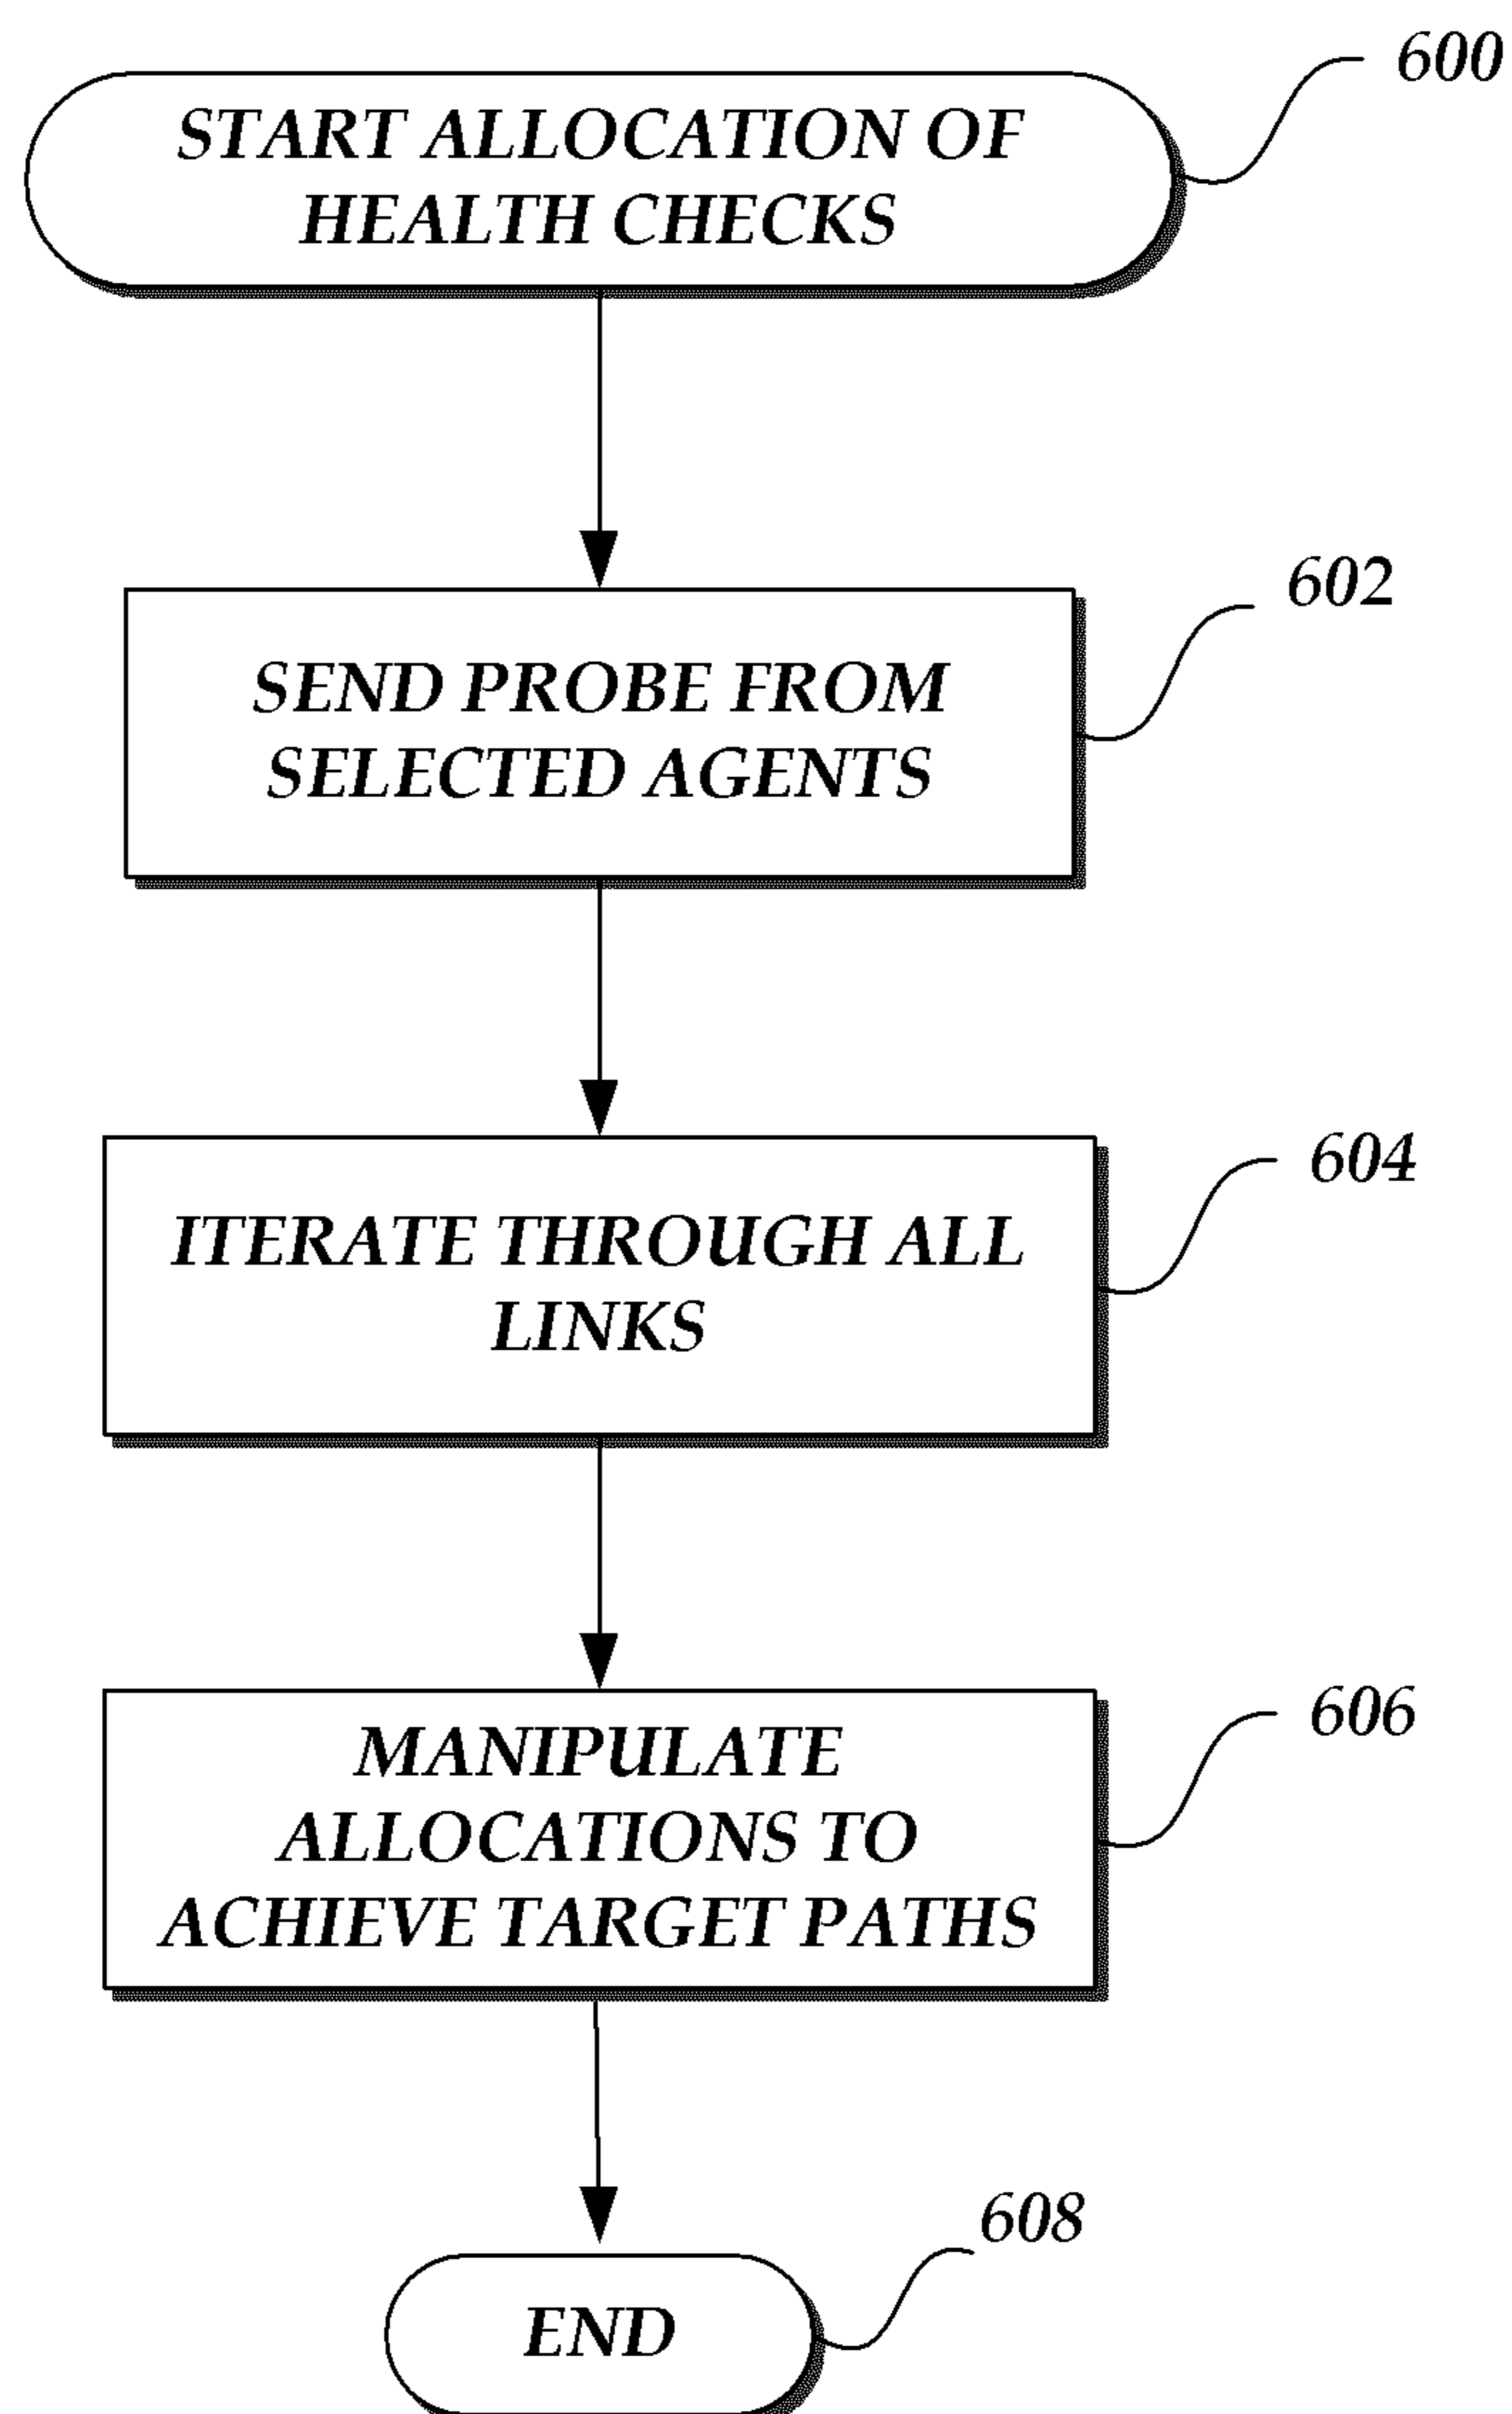 600
START ALLOCATION OF
HEALTH CHECKS
602
SEND PROBE FROM
SELECTED AGENTS
604
ITERATE THROUGH ALL
LINKS
606
MANIPULATE
ALLOCATIONS TO
ACHIEVE TARGET PATHS
608
END